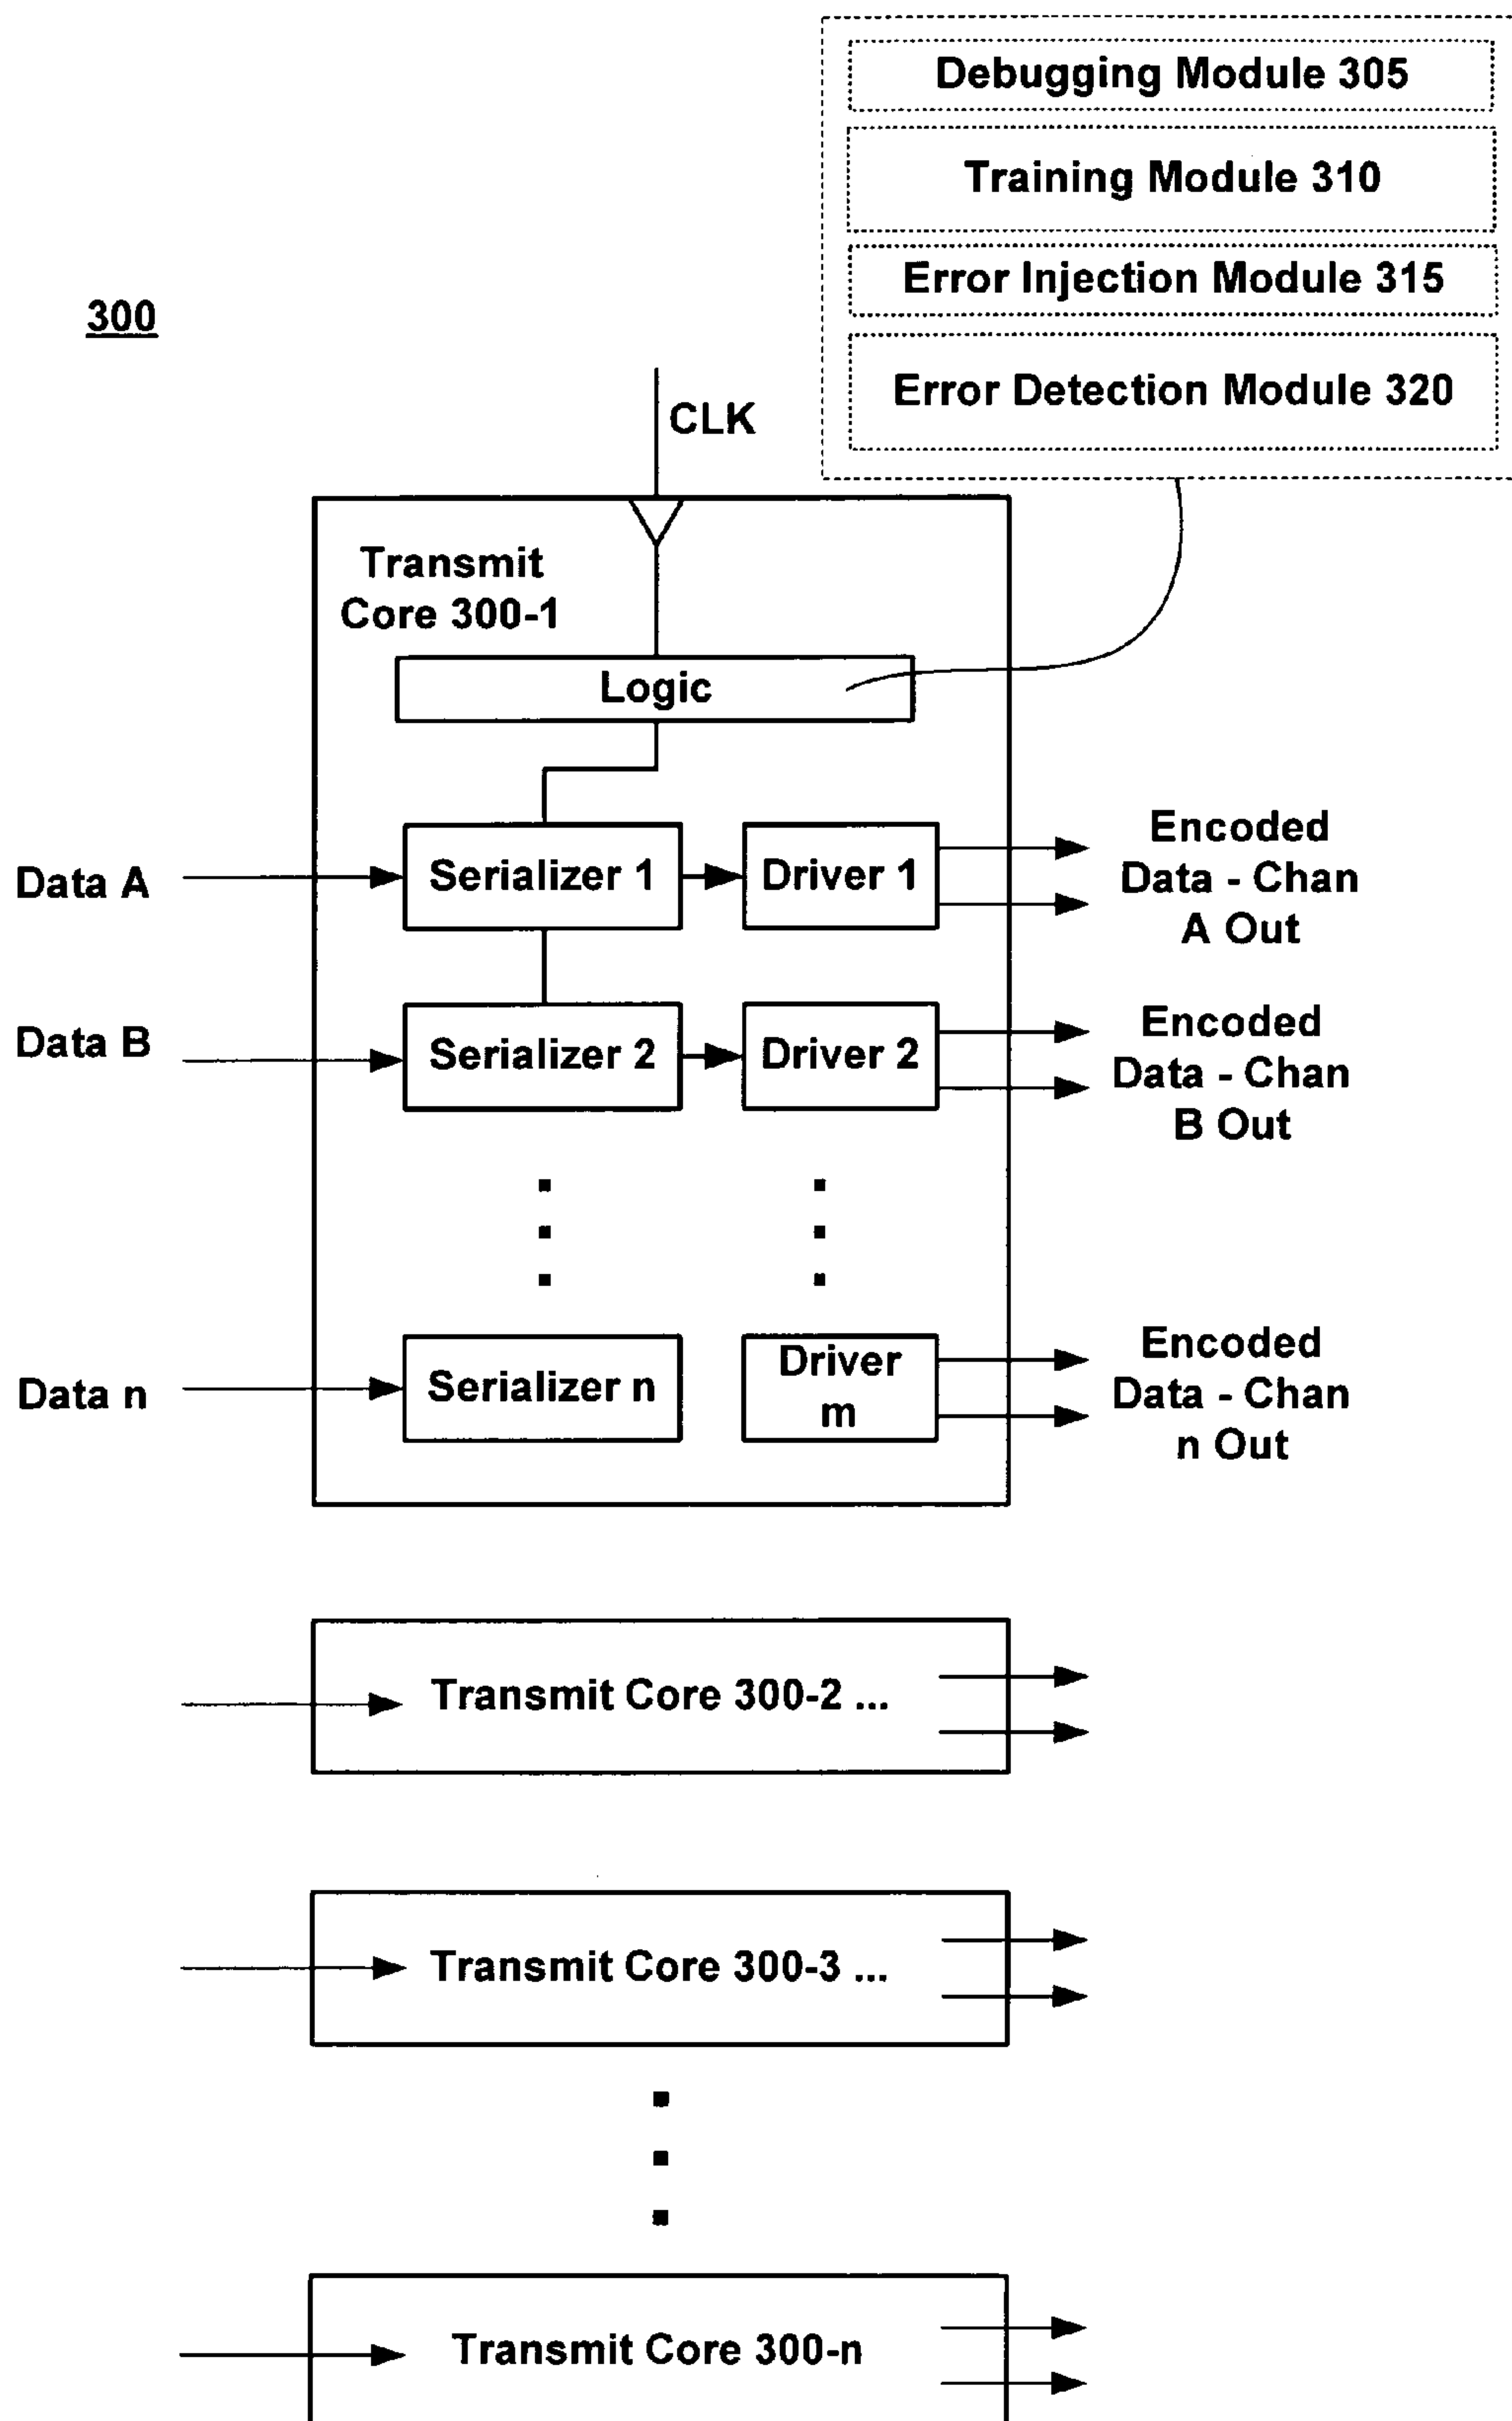 Debugging Module 305
Training Module 310
Error Injection Module 315
Error Detection Module 320
300
CLK
Transmit
Core 300-1
Logic
Data A
Serializer 1
Driver 1
Encoded
Data - Chan
A Out
Data B
Serializer 2
Driver 2
Encoded
Data - Chan
B Out
Data n
Serializer n
Driver
m
Encoded
Data - Chan
n Out
Transmit Core 300-2 ...
Transmit Core 300-3 ...
Transmit Core 300-n